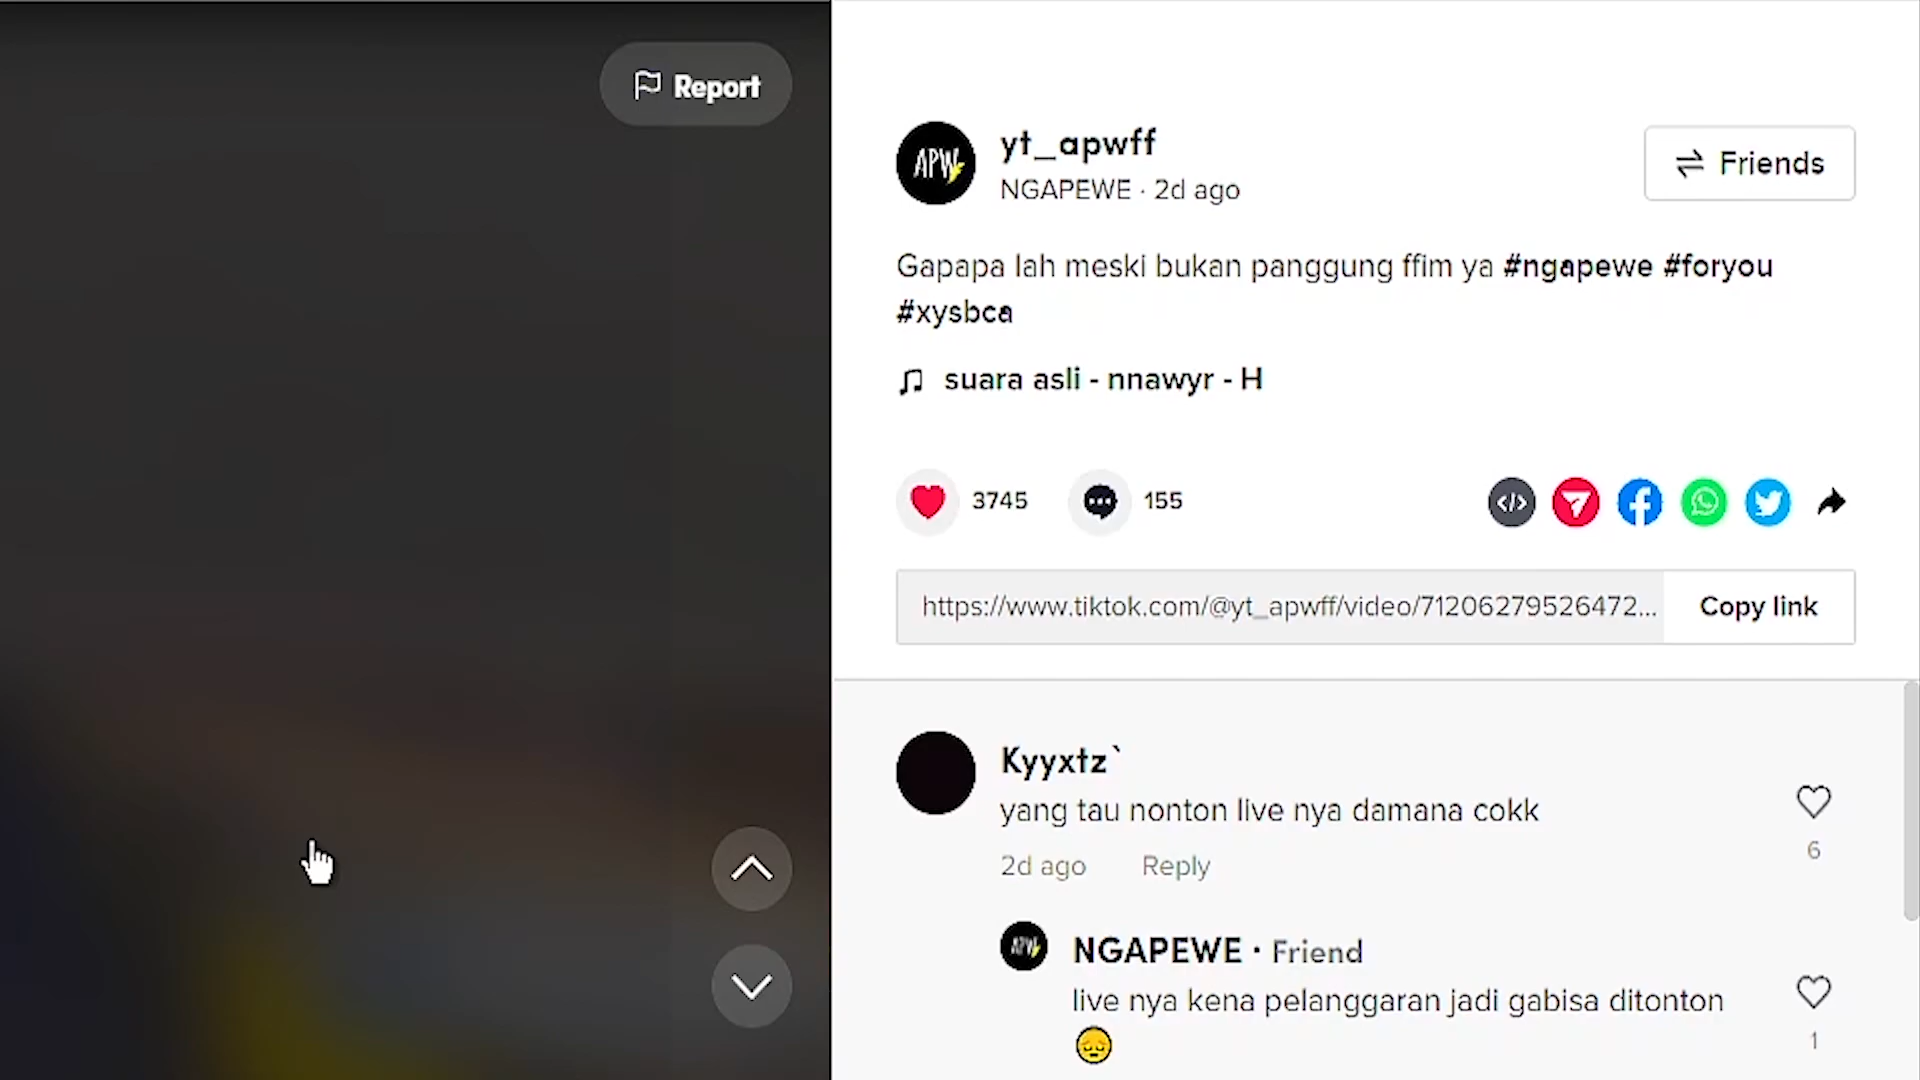 Report
APW
yt_apwff
NGAPEWE · 2d ago
Friends
Gapapa lah meski bukan panggung ffim ya #ngapewe #foryou
#xysbca
suara asli - nnawyr - H
3745
155
https://www.tiktok.com/@yt_apwff/video/71206279526472...
Copy link
Kyyxtz`
yang tau nonton live nya damana cokk
6
2d ago Reply
APW
NGAPEWE · Friend
live nya kena pelanggaran jadi gabisa ditonton
😔
1